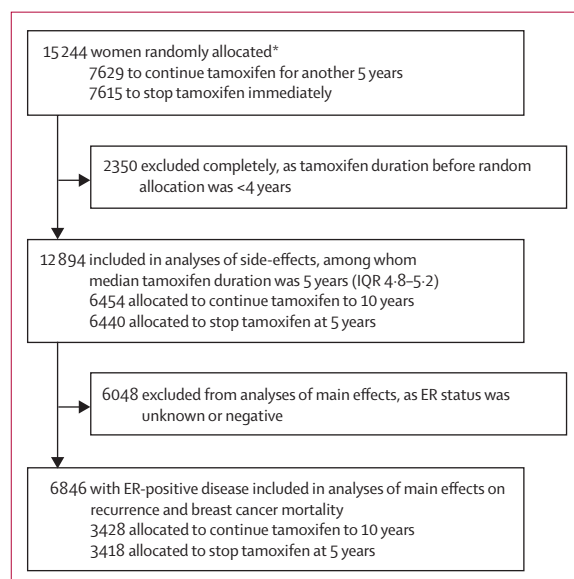 15 244 women randomly allocated*
7629 to continue tamoxifen for another 5 years
7615 to stop tamoxifen immediately
2350 excluded completely, as tamoxifen duration before random
allocation was <4 years
12 894 included in analyses of side-effects, among whom
median tamoxifen duration was 5 years (IQR 4·8–5·2)
6454 allocated to continue tamoxifen to 10 years
6440 allocated to stop tamoxifen at 5 years
6048 excluded from analyses of main effects, as ER status was
unknown or negative
6846 with ER-positive disease included in analyses of main effects on
recurrence and breast cancer mortality
3428 allocated to continue tamoxifen to 10 years
3418 allocated to stop tamoxifen at 5 years